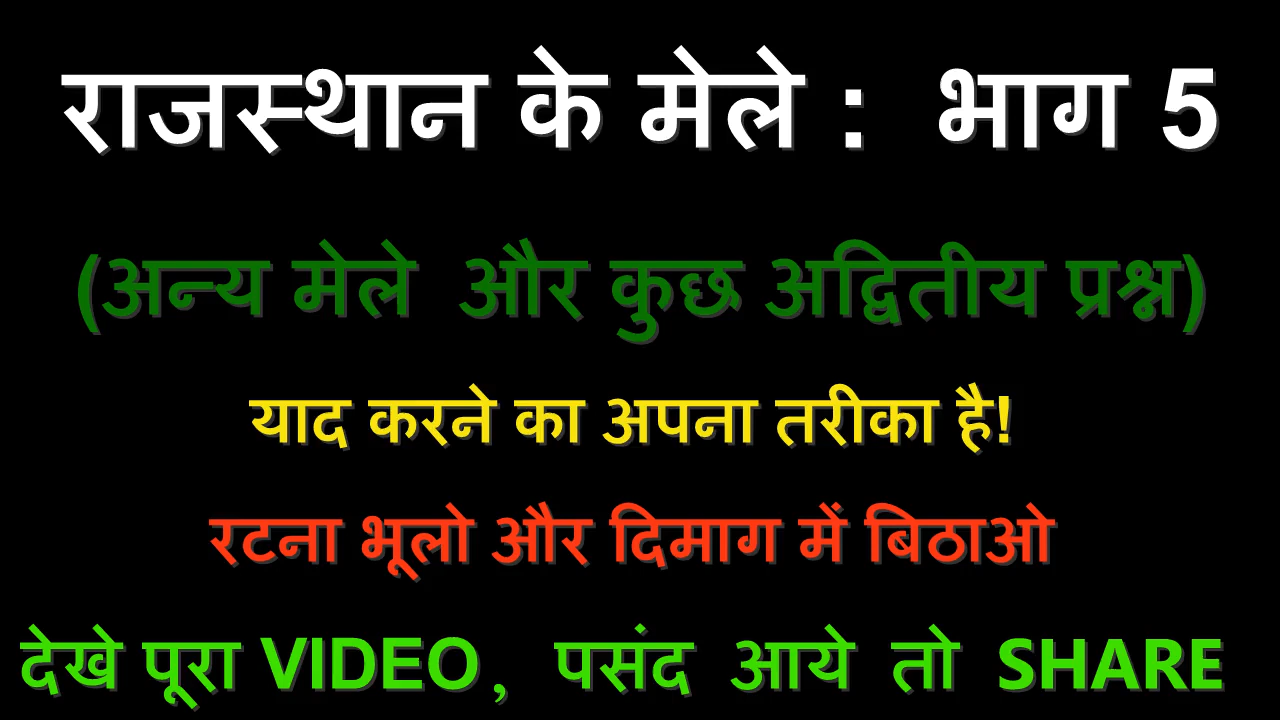 राजस्थान के मेले : भाग 5
(अन्य मेले और कुछ अद्वितीय प्रश्न)
याद करने का अपना तरीका है!
रटना भूलो और दिमाग में बिठाओ
देखे पूरा VIDEO, पसंद आये तो SHARE